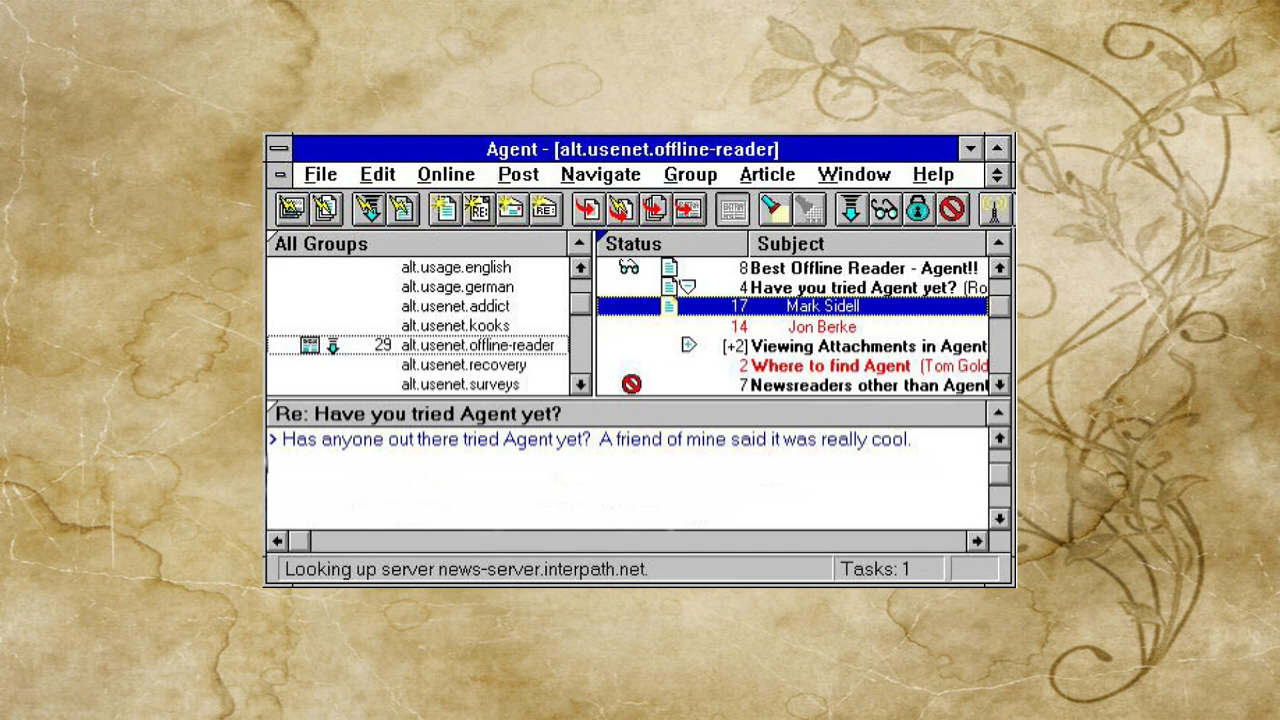 Agent - [alt.usenet.offline-reader]
File Edit Online Post Navigate Group Article Window Help
All Groups
alt.usage.english
alt.usage.german
alt.usenet.addict
alt.usenet.kooks
29 alt.usenet.offline-reader
alt.usenet.recovery
alt.usenet.surveys
Status Subject
8 Best Offline Reader - Agent!!
4 Have you tried Agent yet? (Ro
17 Mark Sidell
14 Jon Berke
[+2] Viewing Attachments in Agent
2 Where to find Agent (Tom Gold
7 Newsreaders other than Agent
Re: Have you tried Agent yet?
> Has anyone out there tried Agent yet? A friend of mine said it was really cool.
Looking up server news-server.interpath.net. Tasks: 1